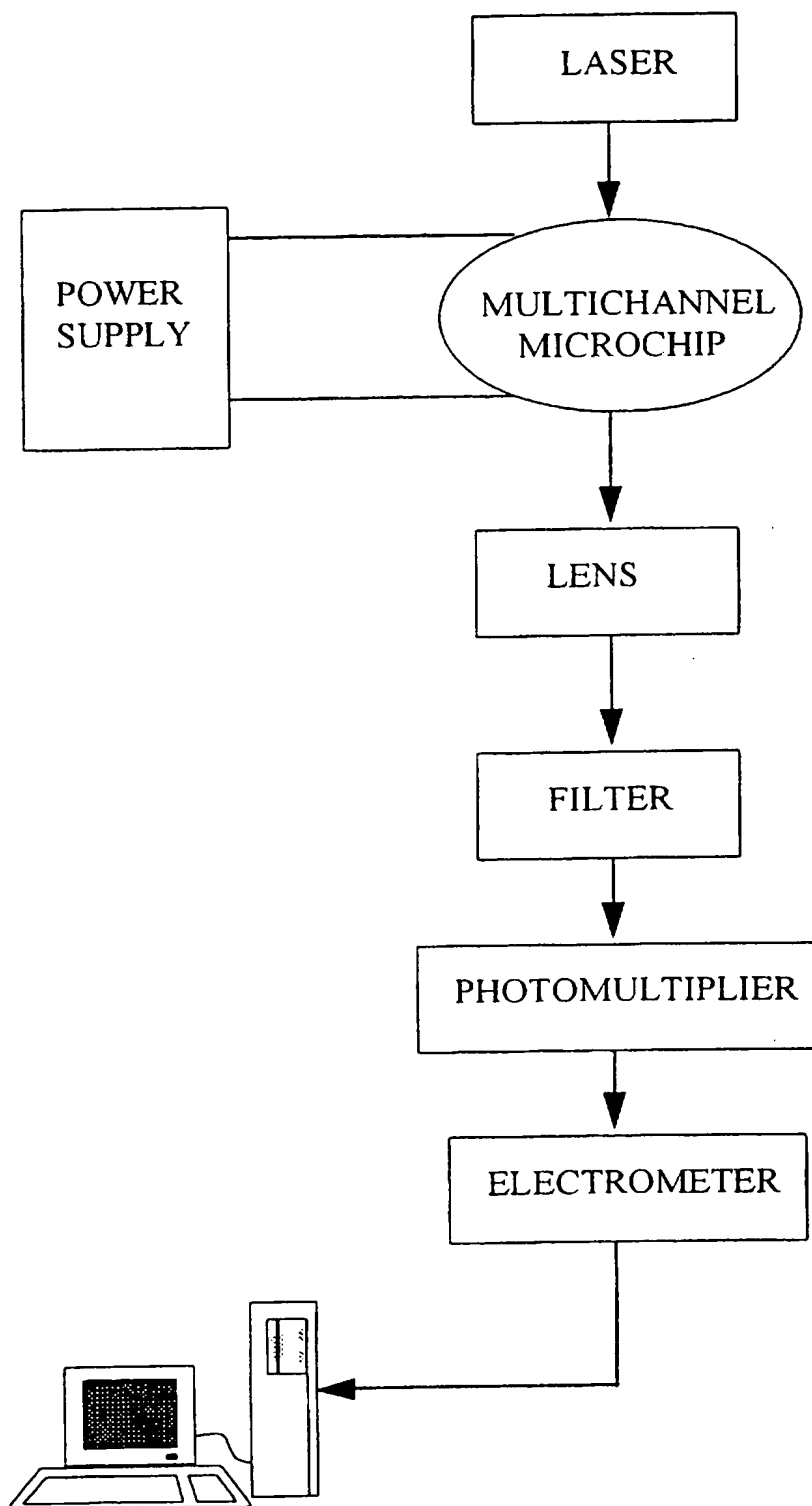 LASER
POWER
SUPPLY
MULTICHANNEL
MICROCHIP
LENS
FILTER
PHOTOMULTIPLIER
ELECTROMETER